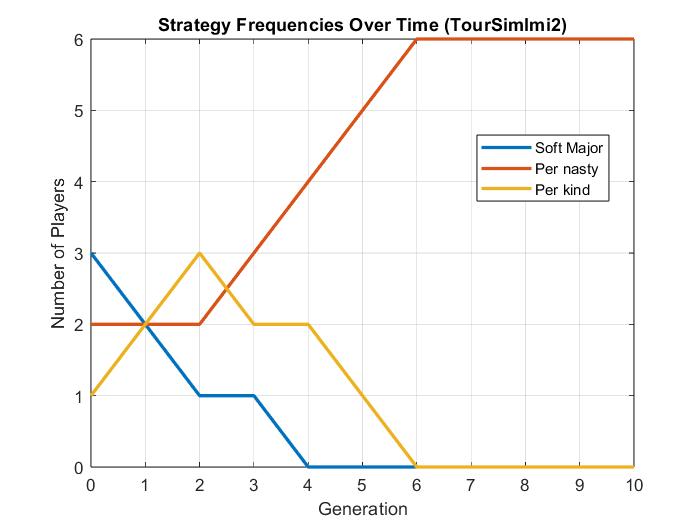 Strategy Frequencies Over Time (TourSimImi2)
6
5
4
3
2
1
0
Number of Players
Soft Major
Per nasty
Per kind
0 1 2 3 4 5 6 7 8 9 10
Generation